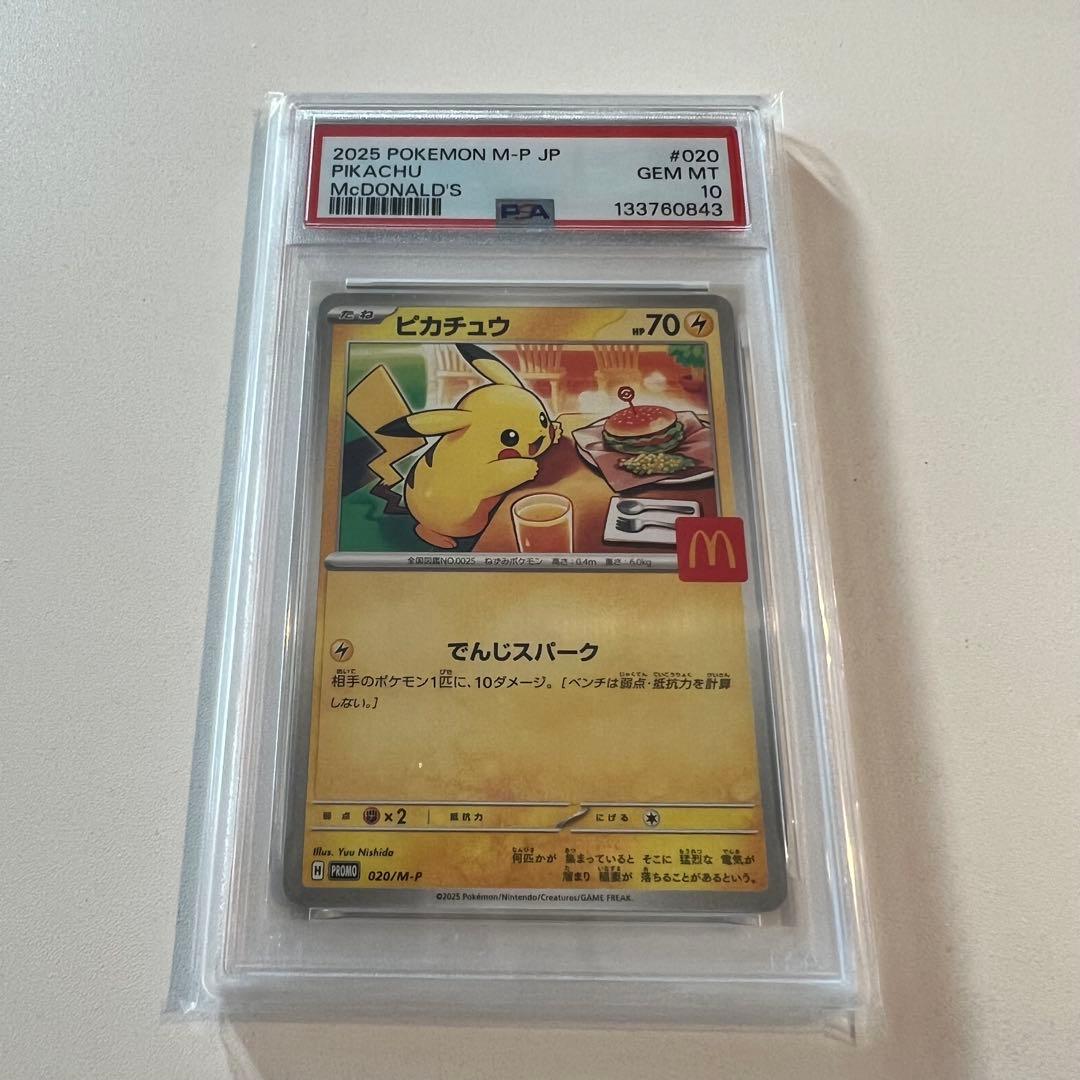 2025 POKEMON M-P JP #020
PIKACHU GEM MT
McDONALD'S 10
PSA 133760843
たね ピカチュウ HP70
全国図鑑NO.0025 ねずみポケモン 高さ:0.4m 重さ:6.0kg
でんじスパーク
相手のポケモン1匹に、10ダメージ。[ベンチは弱点・抵抗力を計算
しない。]
弱点 ×2 抵抗力 にげる
Illus. Yuu Nishida
何匹かが 集まっていると そこに 猛烈な 電気が
溜まり 稲妻が 落ちることがあるという。
H PROMO 020/M-P
©2025 Pokémon/Nintendo/Creatures/GAME FREAK.